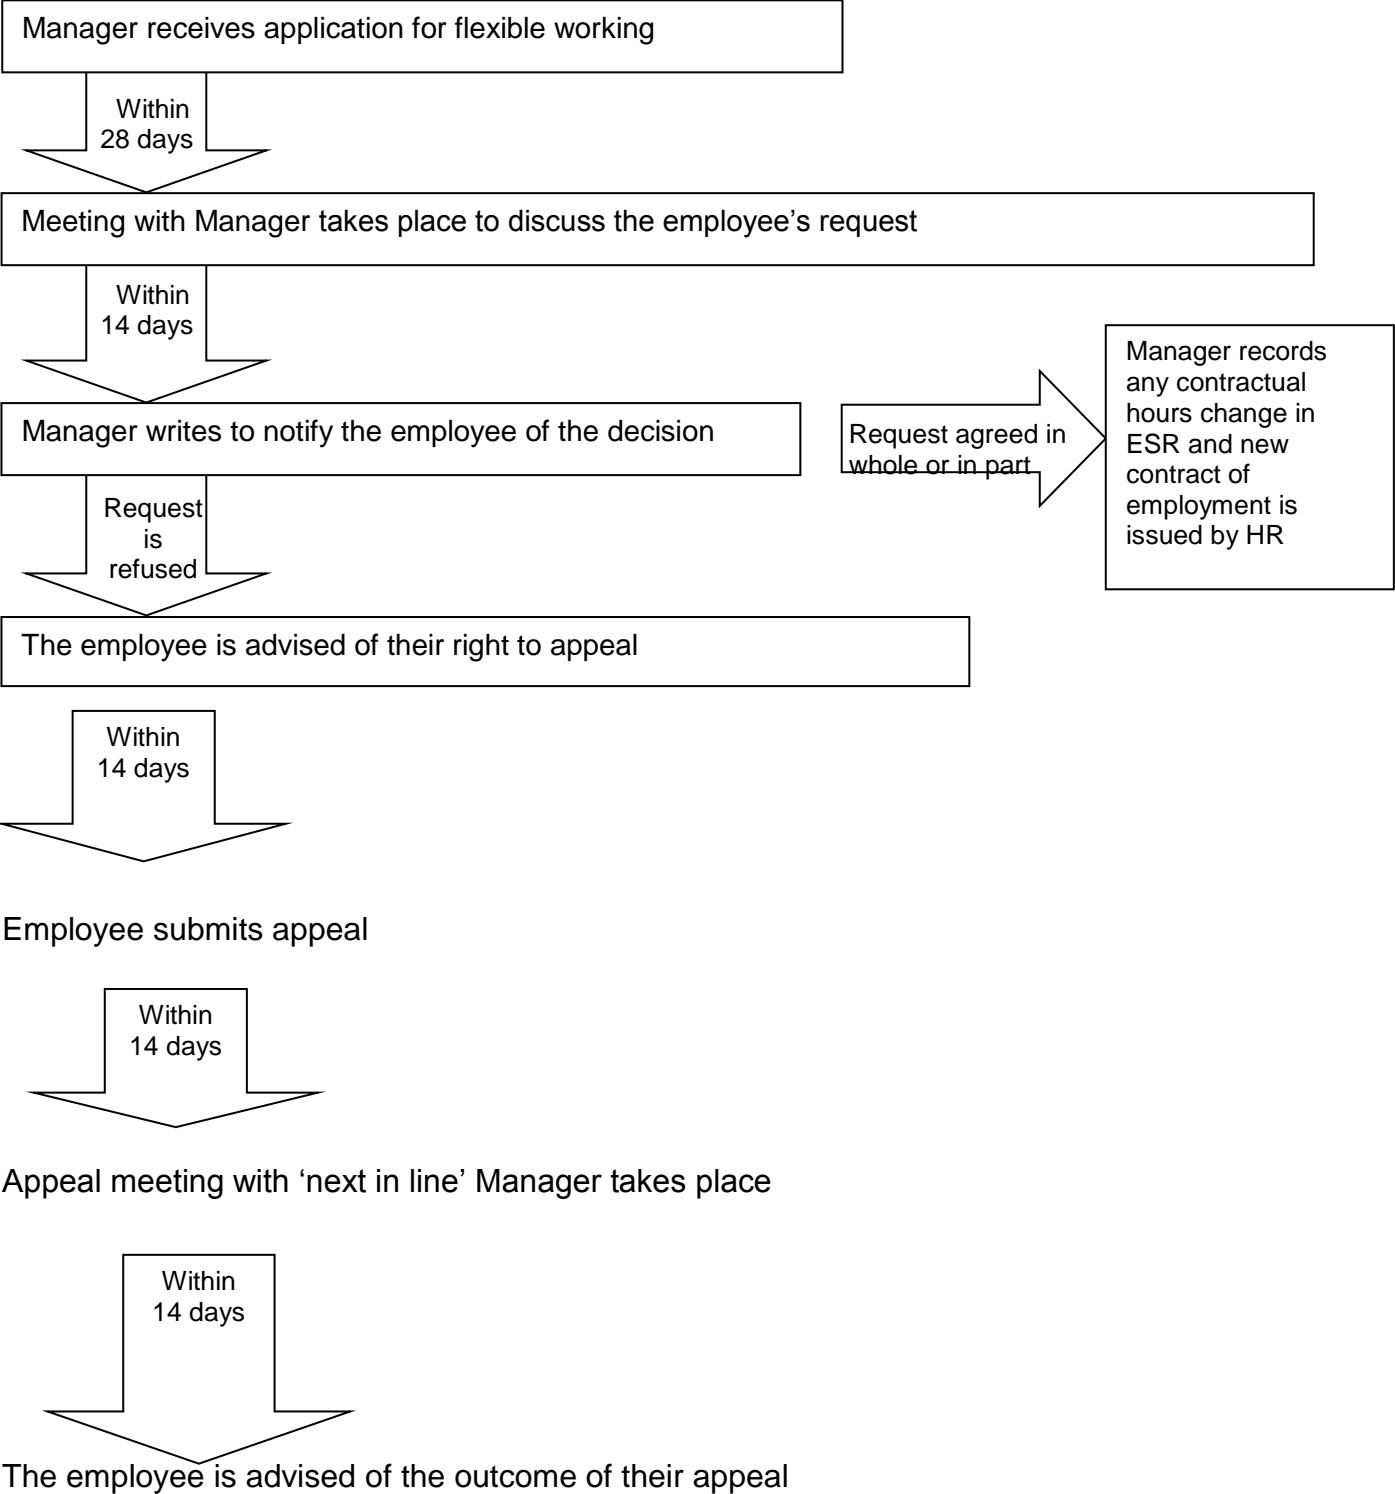 Manager receives application for flexible working
Within
28 days
Meeting with Manager takes place to discuss the employee’s request
Within
14 days
Manager writes to notify the employee of the decision
Request agreed in
whole or in part
Manager records
any contractual
hours change in
ESR and new
contract of
employment is
issued by HR
Request
is
refused
The employee is advised of their right to appeal
Within
14 days
Employee submits appeal
Within
14 days
Appeal meeting with ‘next in line’ Manager takes place
Within
14 days
The employee is advised of the outcome of their appeal